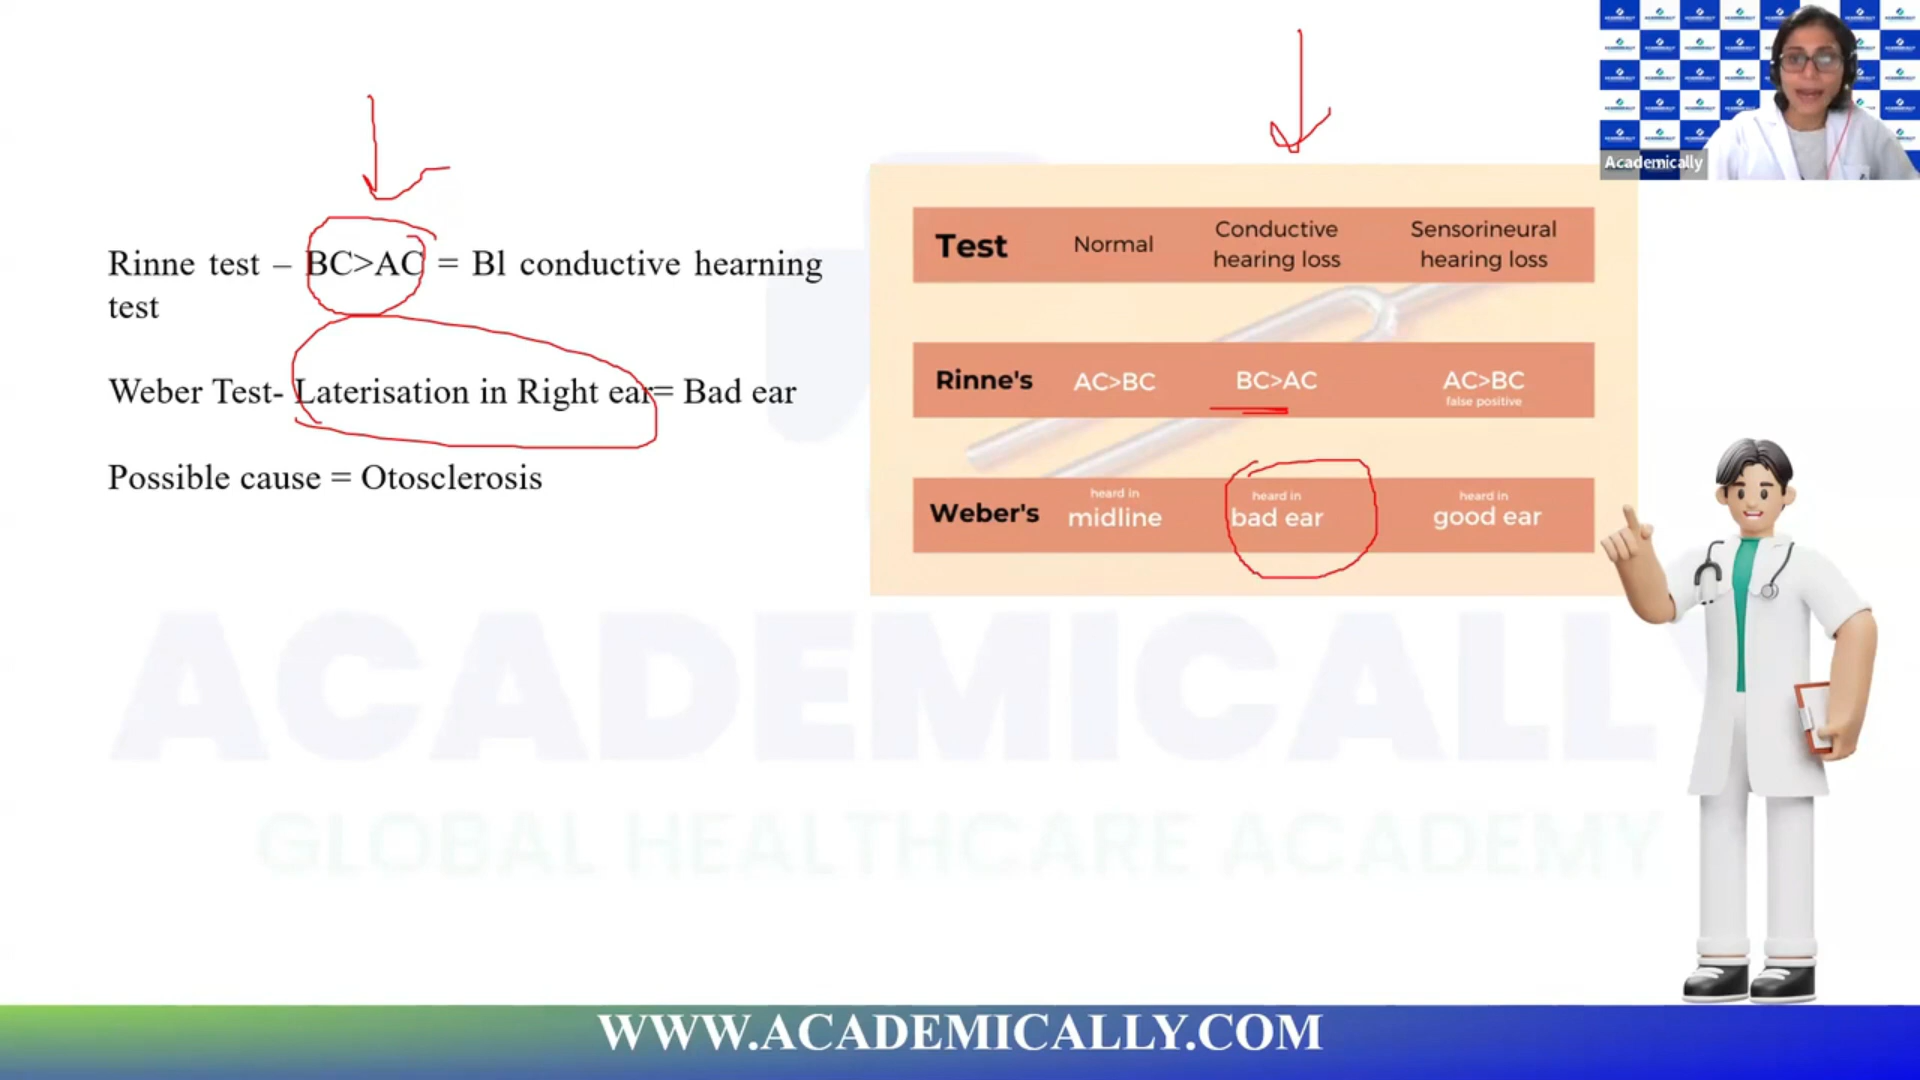 Academically
Rinne test – BC>AC = Bl conductive hearning
test
Weber Test- Laterisation in Right ear= Bad ear
Possible cause = Otosclerosis
Test Normal Conductive hearing loss Sensorineural hearing loss
Rinne's AC>BC BC>AC AC>BC false positive
Weber's heard in midline heard in bad ear heard in good ear
ACADEMICALLY
GLOBAL HEALTHCARE ACADEMY
WWW.ACADEMICALLY.COM